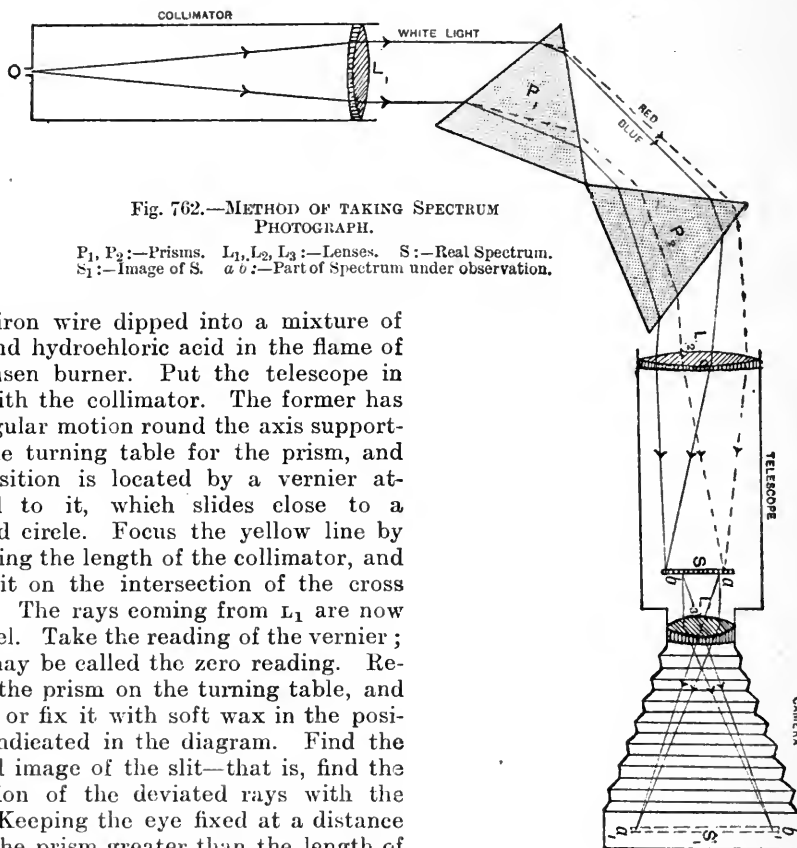 COLLIMATOR
WHITE LIGHT
O
L1
P1
RED
BLUE
P2
Fig. 762.—METHOD OF TAKING SPECTRUM
PHOTOGRAPH.
P1, P2:—Prisms. L1, L2, L3:—Lenses. S:—Real Spectrum.
S1:—Image of S. a b:—Part of Spectrum under observation.
iron wire dipped into a mixture of
nd hydrochloric acid in the flame of
nsen burner. Put the telescope in
ith the collimator. The former has
gular motion round the axis support-
e turning table for the prism, and
sition is located by a vernier at-
d to it, which slides close to a
d circle. Focus the yellow line by
ing the length of the collimator, and
it on the intersection of the cross
The rays coming from L1 are now
el. Take the reading of the vernier;
nay be called the zero reading. Re-
the prism on the turning table, and
or fix it with soft wax in the posi-
ndicated in the diagram. Find the
l image of the slit—that is, find the
ion of the deviated rays with the
Keeping the eye fixed at a distance
the prism greater than the length of
L2
TELESCOPE
S
b a
L3
CAMERA
a1 S1 b1